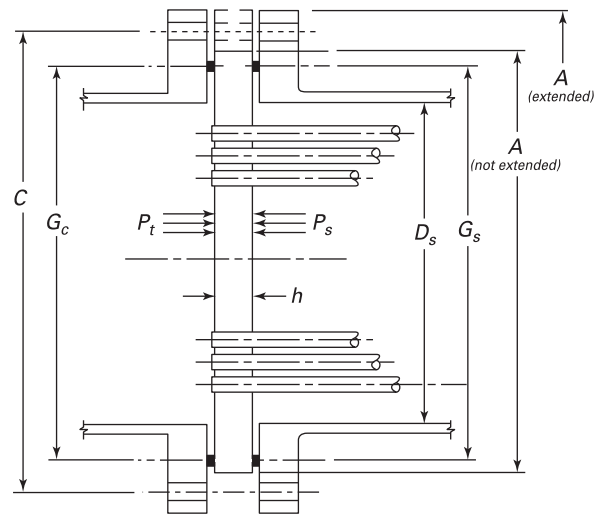 A
(extended)
A
(not extended)
C
G_c
P_t
P_s
D_s
G_s
h